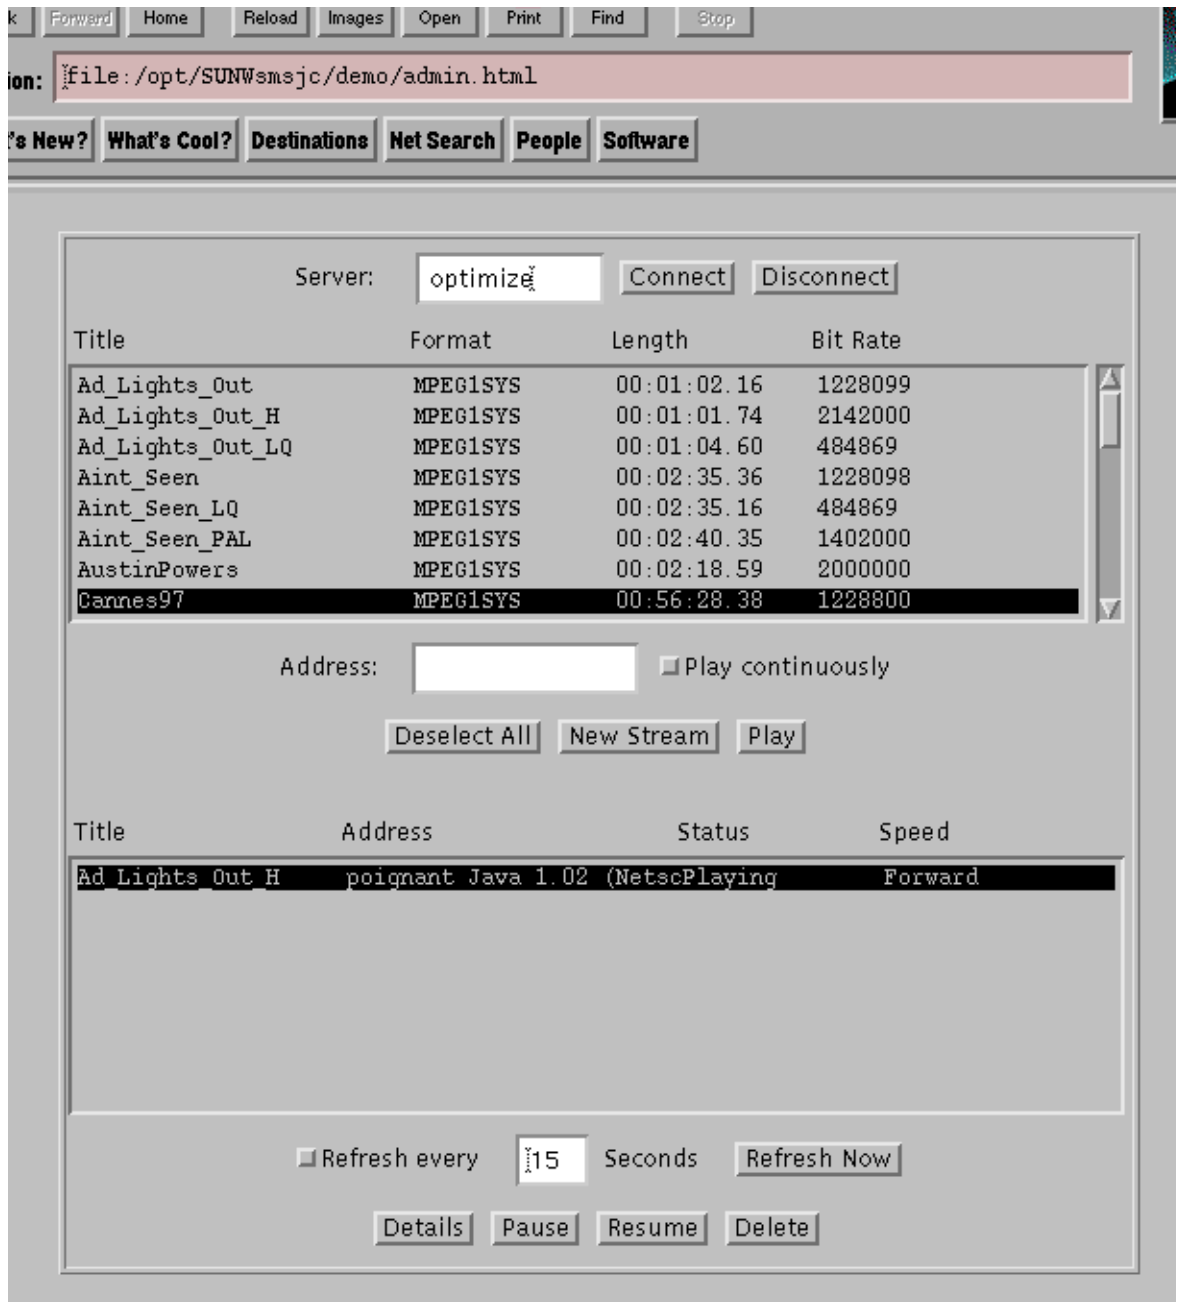 k Forward Home Reload Images Open Print Find Stop
ion: file:/opt/SUNWsmsjc/demo/admin.html
t's New? What's Cool? Destinations Net Search People Software
Server: optimize Connect Disconnect
Title Format Length Bit Rate
Ad_Lights_Out MPEG1SYS 00:01:02.16 1228099
Ad_Lights_Out_H MPEG1SYS 00:01:01.74 2142000
Ad_Lights_Out_LQ MPEG1SYS 00:01:04.60 484869
Aint_Seen MPEG1SYS 00:02:35.36 1228098
Aint_Seen_LQ MPEG1SYS 00:02:35.16 484869
Aint_Seen_PAL MPEG1SYS 00:02:40.35 1402000
AustinPowers MPEG1SYS 00:02:18.59 2000000
Cannes97 MPEG1SYS 00:56:28.38 1228800
Address: Play continuously
Deselect All New Stream Play
Title Address Status Speed
Ad_Lights_Out_H poignant Java 1.02 (NetscPlaying Forward
Refresh every 15 Seconds Refresh Now
Details Pause Resume Delete